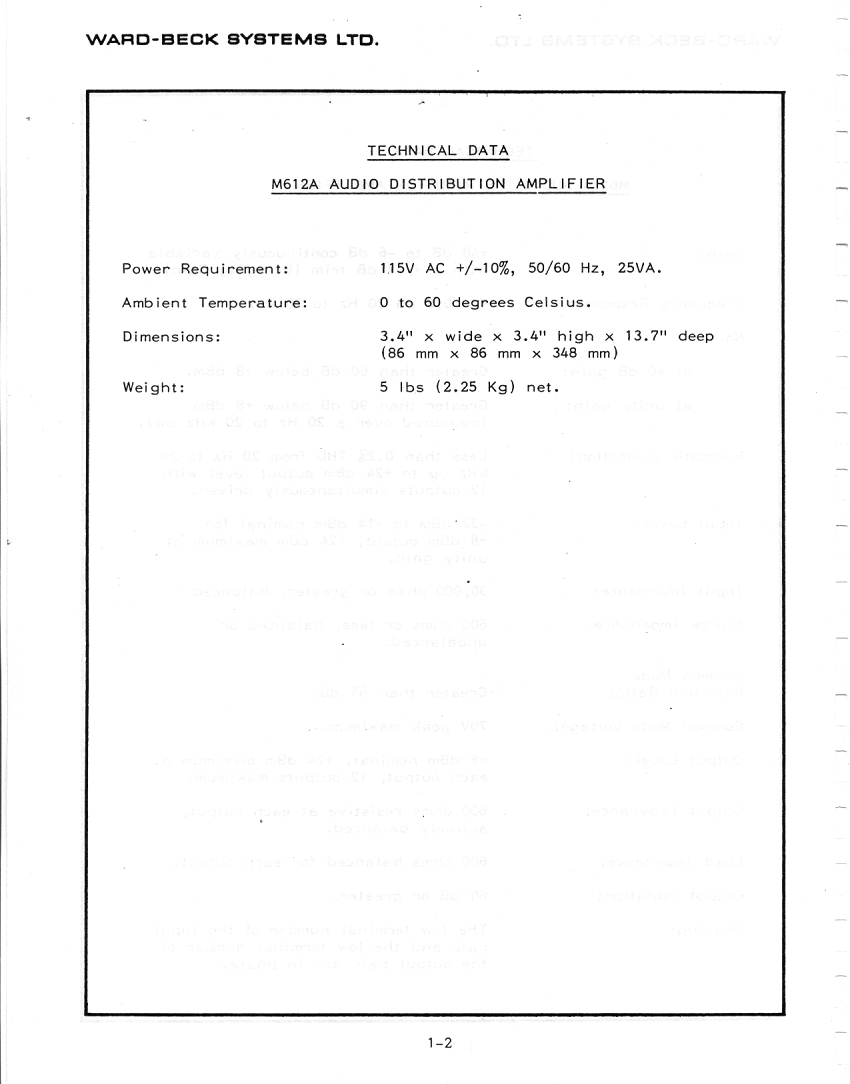 WARD-BECK SYSTEMS LTD.
TECHNICAL DATA
M612A AUDIO DISTRIBUTION AMPLIFIER
Power Requirement: 115V AC +/-10%, 50/60 Hz, 25VA.
Ambient Temperature: 0 to 60 degrees Celsius.
Dimensions: 3.4" x wide x 3.4" high x 13.7" deep
(86 mm x 86 mm x 348 mm)
Weight: 5 lbs (2.25 Kg) net.
1-2